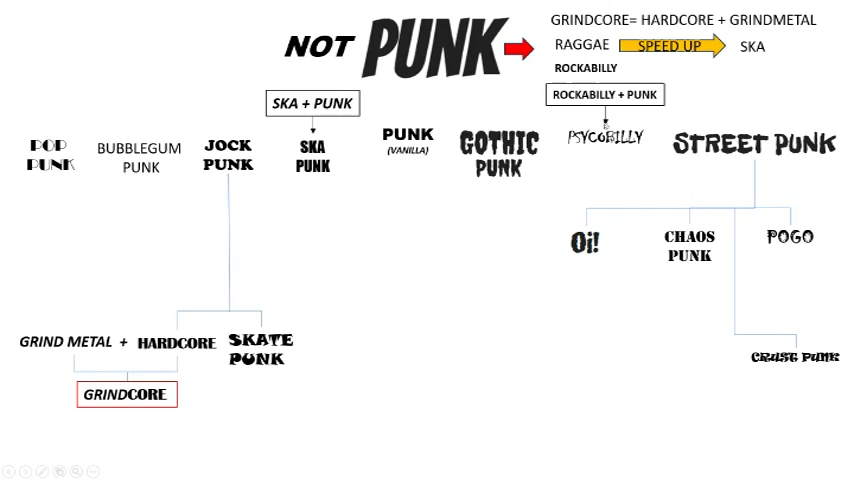 NOT PUNK
GRINDCORE= HARDCORE + GRINDMETAL
RAGGAE SPEED UP SKA
ROCKABILLY
SKA + PUNK
ROCKABILLY + PUNK
POP
PUNK
BUBBLEGUM
PUNK
JOCK
PUNK
SKA
PUNK
PUNK
(VANILLA)
GOTHIC
PUNK
PSYCOBILLY
STREET PUNK
Oi!
CHAOS
PUNK
POGO
GRIND METAL + HARDCORE
SKATE
PUNK
CRUST PUNK
GRINDCORE